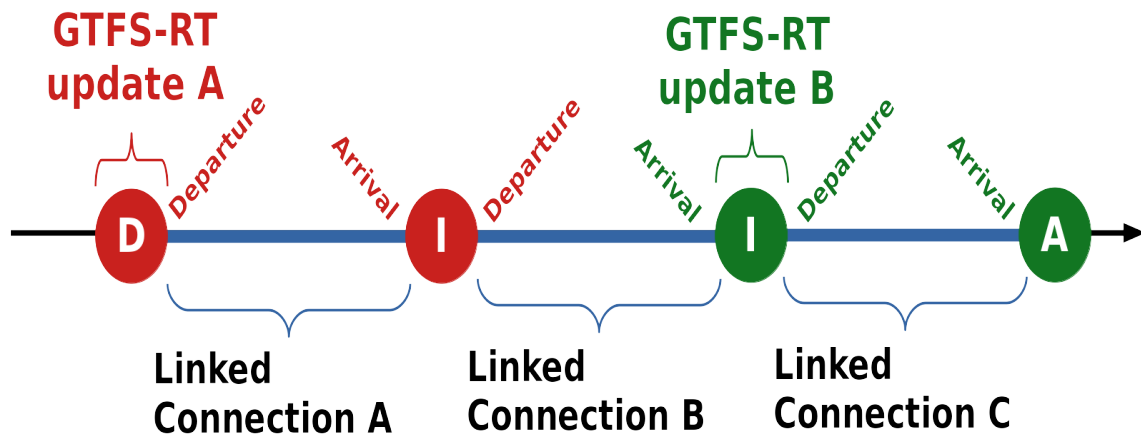 GTFS-RT
update A
GTFS-RT
update B
Departure
Arrival
Departure
Arrival
Departure
Arrival
D
I
I
A
Linked
Connection A
Linked
Connection B
Linked
Connection C